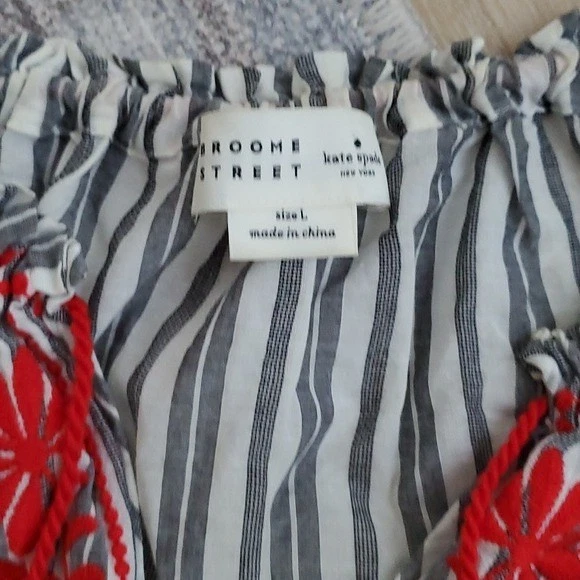 BROOME
STREET
kate spade
NEW YORK
size L
made in china